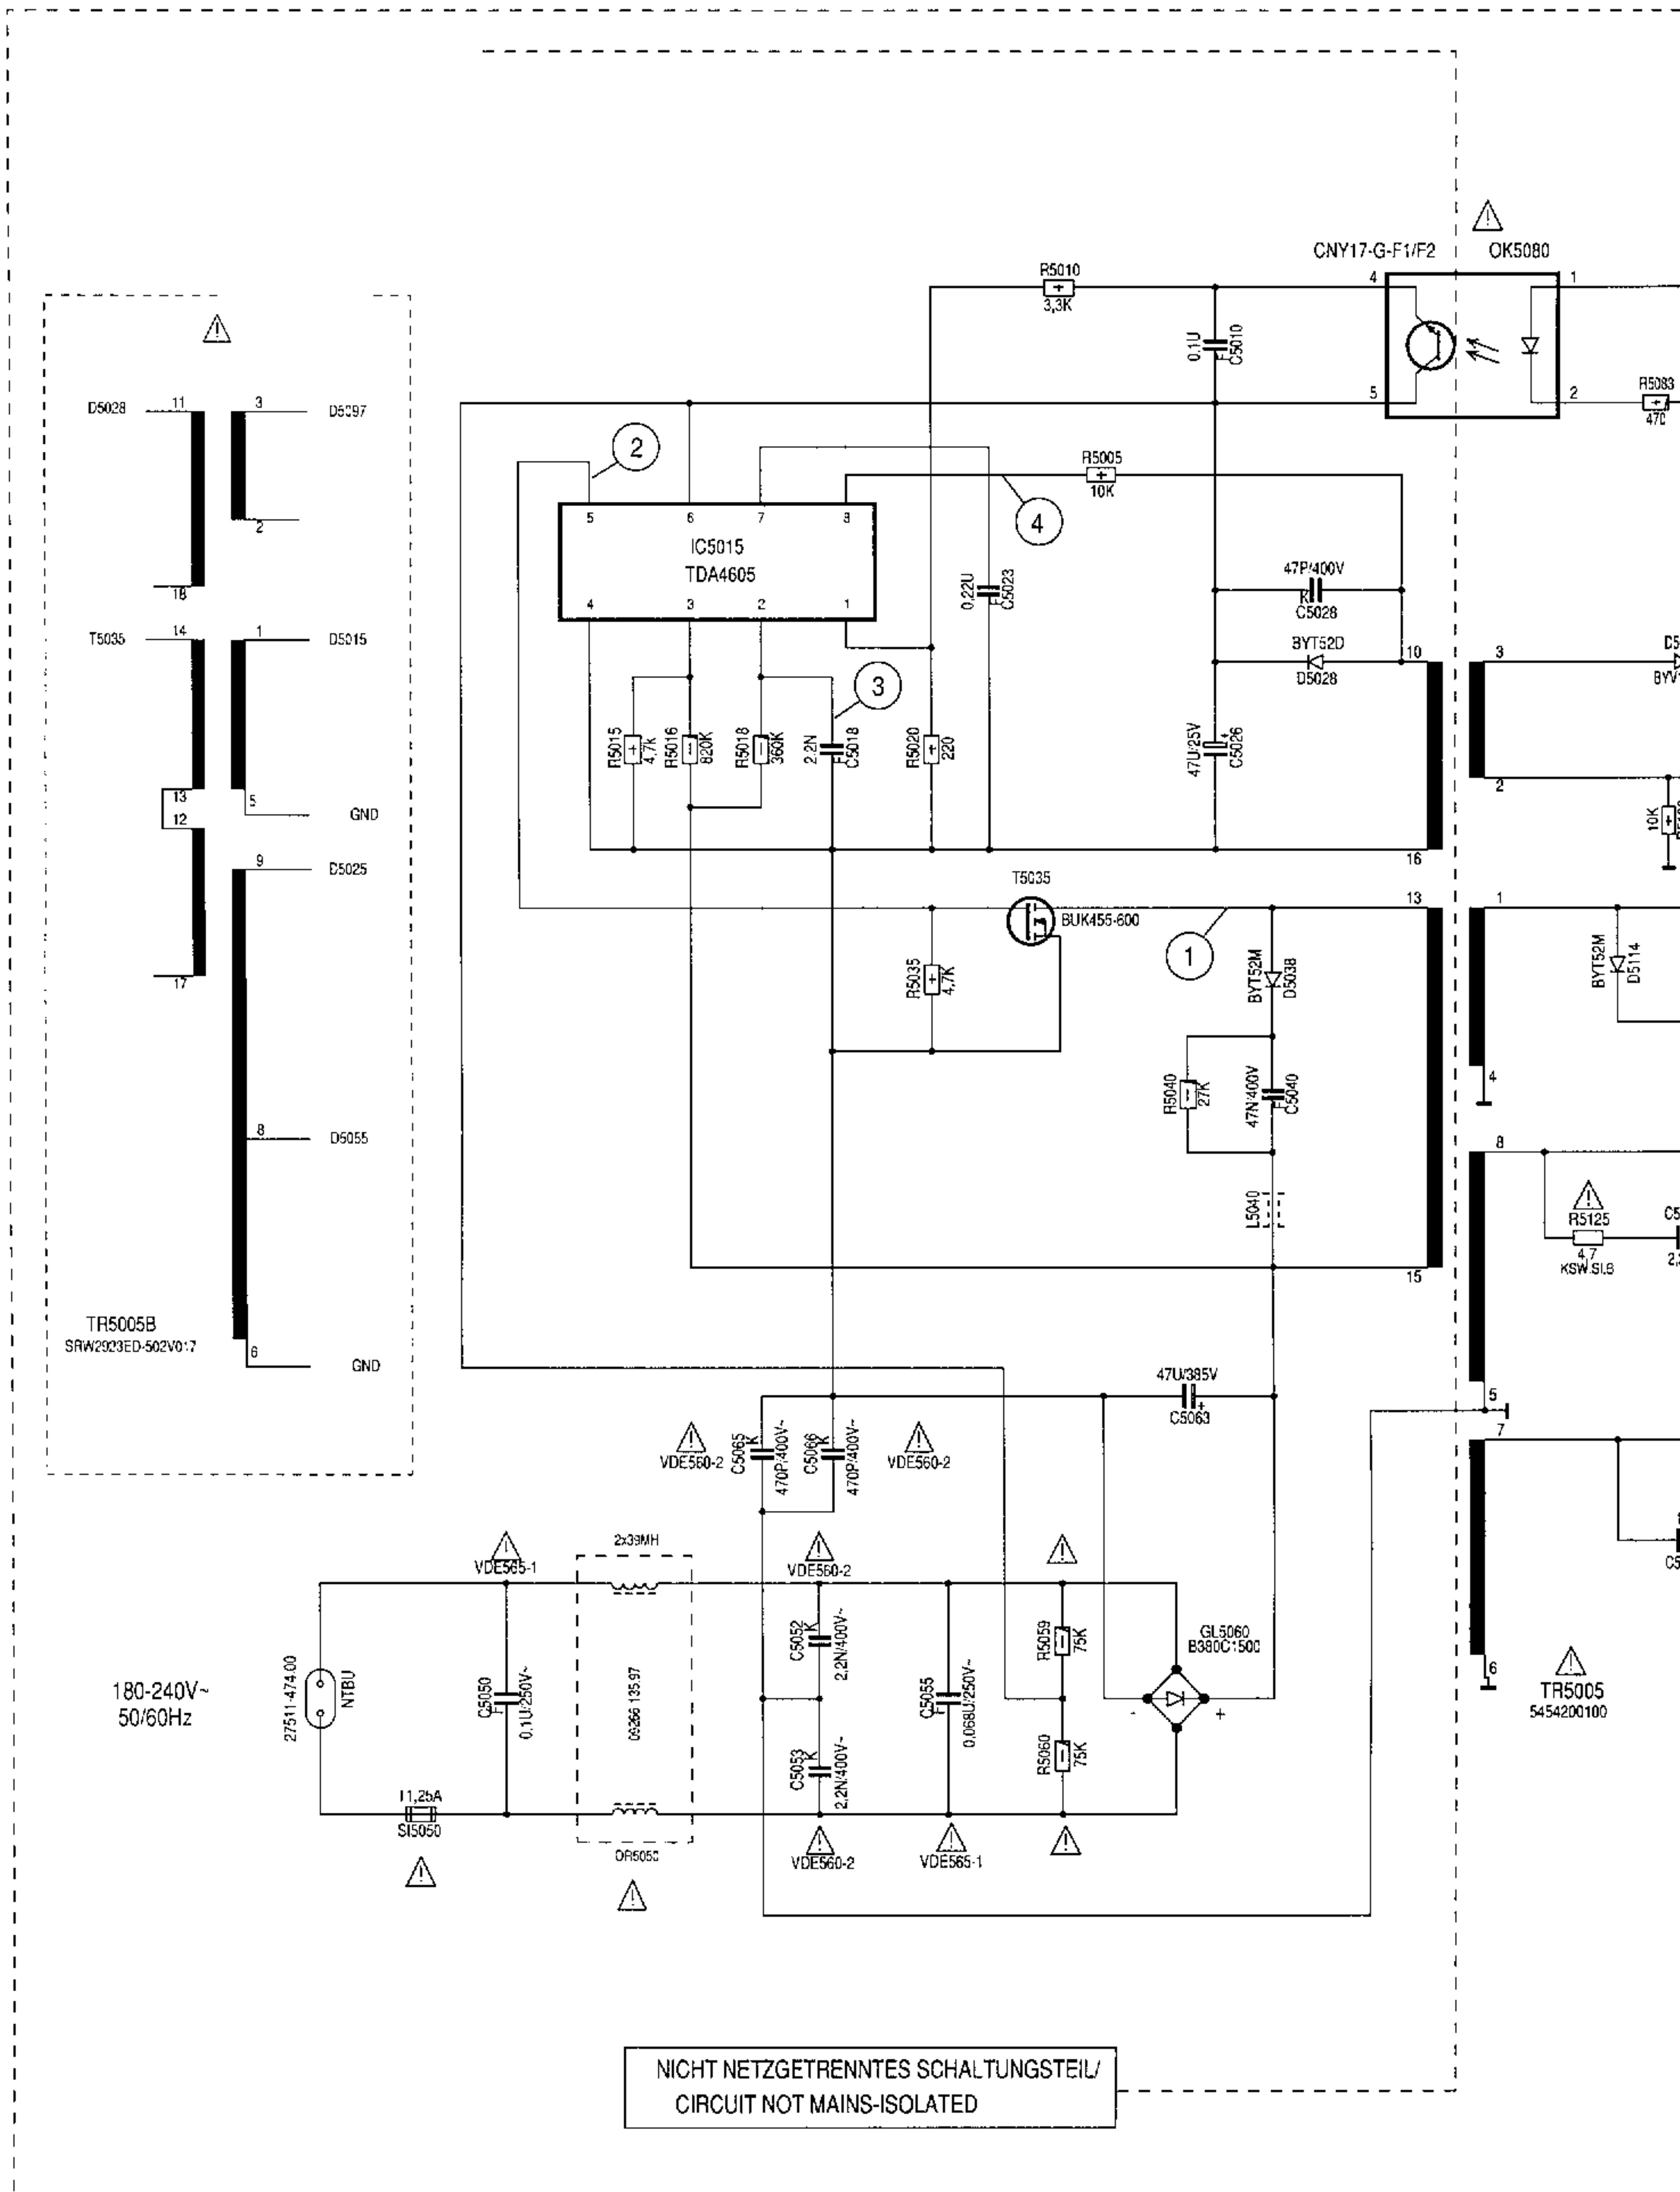 CNY17-G-F1/F2
OK5080
4
1
5
2
R5010
3,3K
0,1U
F
C5010
R5083
470
D5028
11
3
D5097
2
18
T5035
14
1
D5015
13
12
5
GND
9
D5025
17
8
D5055
6
GND
TR5005B
SRW2923ED-502V017
2
5
6
7
8
IC5015
TDA4605
4
3
2
1
R5005
10K
4
0,22U
F
C5023
47P/400V
K
C5028
BYT52D
D5028
10
16
3
2
10K
3
R5015
4,7K
R5016
820K
R5018
360K
2,2N
F
C5018
R5020
220
47U/25V
+
C5026
T5035
BUK455-600
1
13
R5035
4,7K
BYT52M
D5038
R5040
27K
47N/400V
F
C5040
L5040
15
1
BYT52M
D5114
4
8
R5125
4,7
KSW.SI.B
5
7
6
TR5005
5454200100
47U/385V
+
C5063
VDE560-2
C5065
K
470P/400V~
C5066
K
470P/400V~
VDE560-2
VDE565-1
2x39MH
VDE560-2
180-240V~
50/60Hz
27511-474.00
NTBU
C5050
F
0,1U/250V~
09266 135.97
C5052
K
2,2N/400V~
C5053
K
2,2N/400V~
C5055
F
0,068U/250V~
R5059
75K
R5060
75K
GL5060
B380C1500
-
+
T1,25A
SI5050
DR5050
VDE560-2
VDE565-1
NICHT NETZGETRENNTES SCHALTUNGSTEIL/
CIRCUIT NOT MAINS-ISOLATED